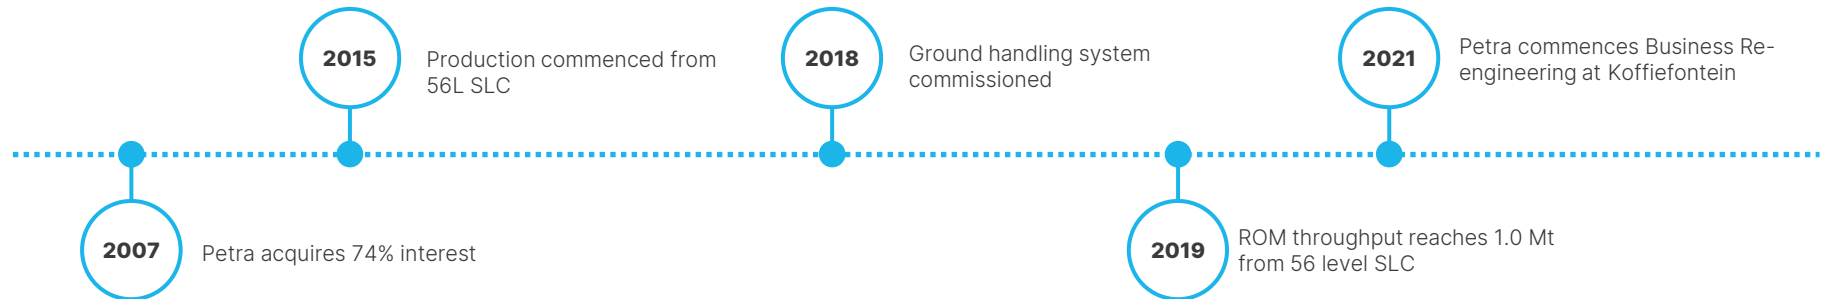 2015
Production commenced from
56L SLC
2018
Ground handling system
commissioned
2021
Petra commences Business Re-
engineering at Koffiefontein
2007
Petra acquires 74% interest
2019
ROM throughput reaches 1.0 Mt
from 56 level SLC